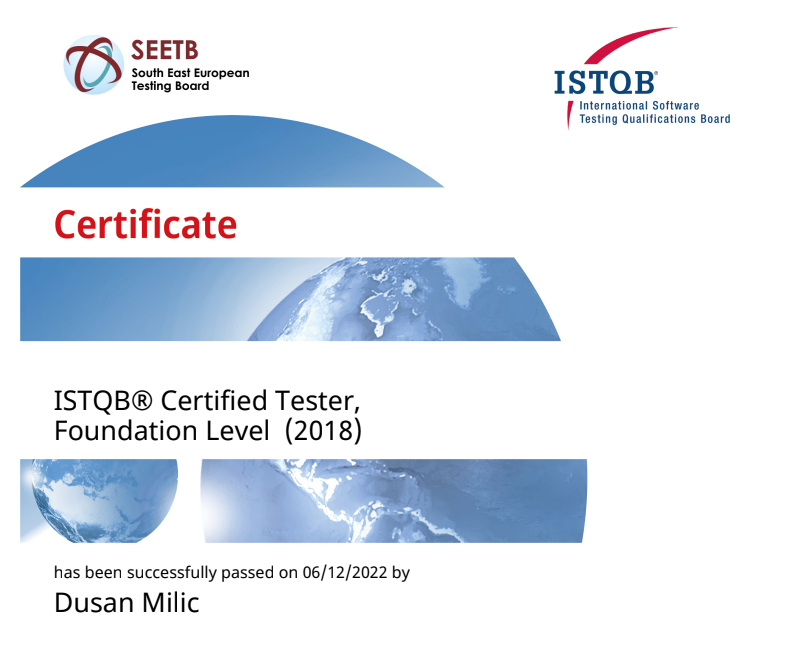 SEETB
South East European
Testing Board
ISTQB®
International Software
Testing Qualifications Board
Certificate
ISTQB® Certified Tester,
Foundation Level (2018)
has been successfully passed on 06/12/2022 by
Dusan Milic